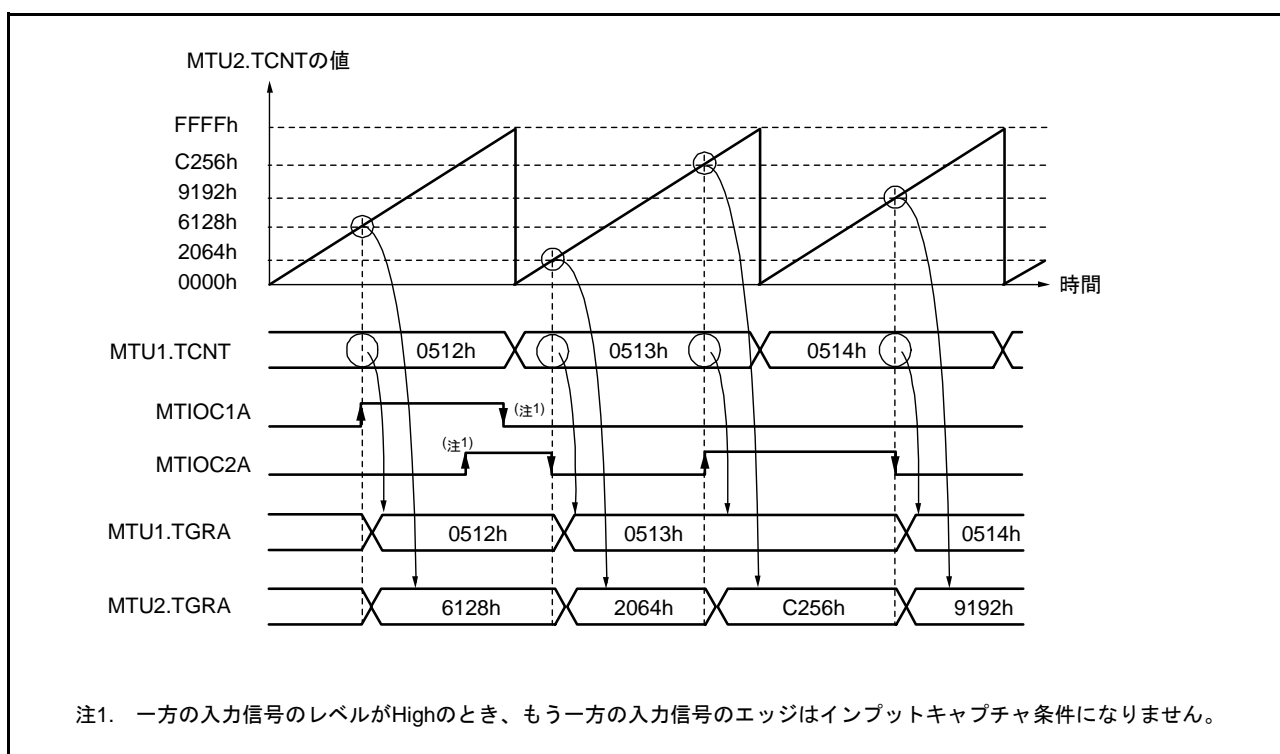 MTU2.TCNTの値
FFFFh
C256h
9192h
6128h
2064h
0000h
時間
MTU1.TCNT
0512h
0513h
0514h
MTIOC1A
(注1)
MTIOC2A
(注1)
MTU1.TGRA
0512h
0513h
0514h
MTU2.TGRA
6128h
2064h
C256h
9192h
注1. 一方の入力信号のレベルがHighのとき、もう一方の入力信号のエッジはインプットキャプチャ条件になりません。